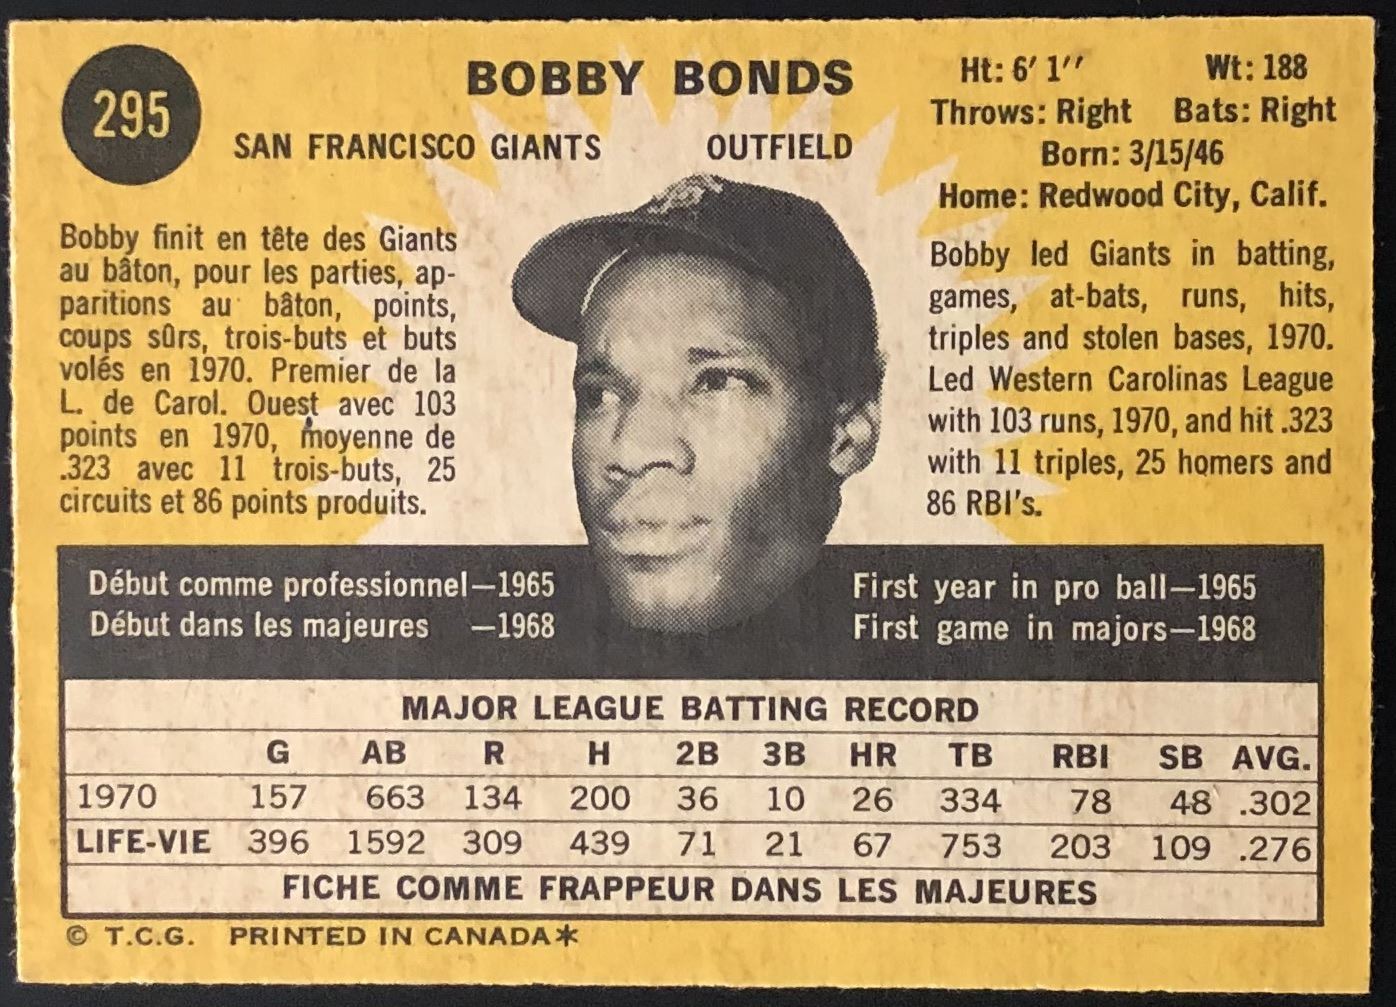 295
BOBBY BONDS
SAN FRANCISCO GIANTS OUTFIELD
Ht: 6' 1'' Wt: 188
Throws: Right Bats: Right
Born: 3/15/46
Home: Redwood City, Calif.
Bobby finit en tête des Giants
au bâton, pour les parties, ap-
paritions au bâton, points,
coups sûrs, trois-buts et buts
volés en 1970. Premier de la
L. de Carol. Ouest avec 103
points en 1970, moyenne de
.323 avec 11 trois-buts, 25
circuits et 86 points produits.
Bobby led Giants in batting,
games, at-bats, runs, hits,
triples and stolen bases, 1970.
Led Western Carolinas League
with 103 runs, 1970, and hit .323
with 11 triples, 25 homers and
86 RBI's.
Début comme professionnel—1965
Début dans les majeures —1968
First year in pro ball—1965
First game in majors—1968
MAJOR LEAGUE BATTING RECORD
G AB R H 2B 3B HR TB RBI SB AVG.
1970 157 663 134 200 36 10 26 334 78 48 .302
LIFE-VIE 396 1592 309 439 71 21 67 753 203 109 .276
FICHE COMME FRAPPEUR DANS LES MAJEURES
© T.C.G. PRINTED IN CANADA*